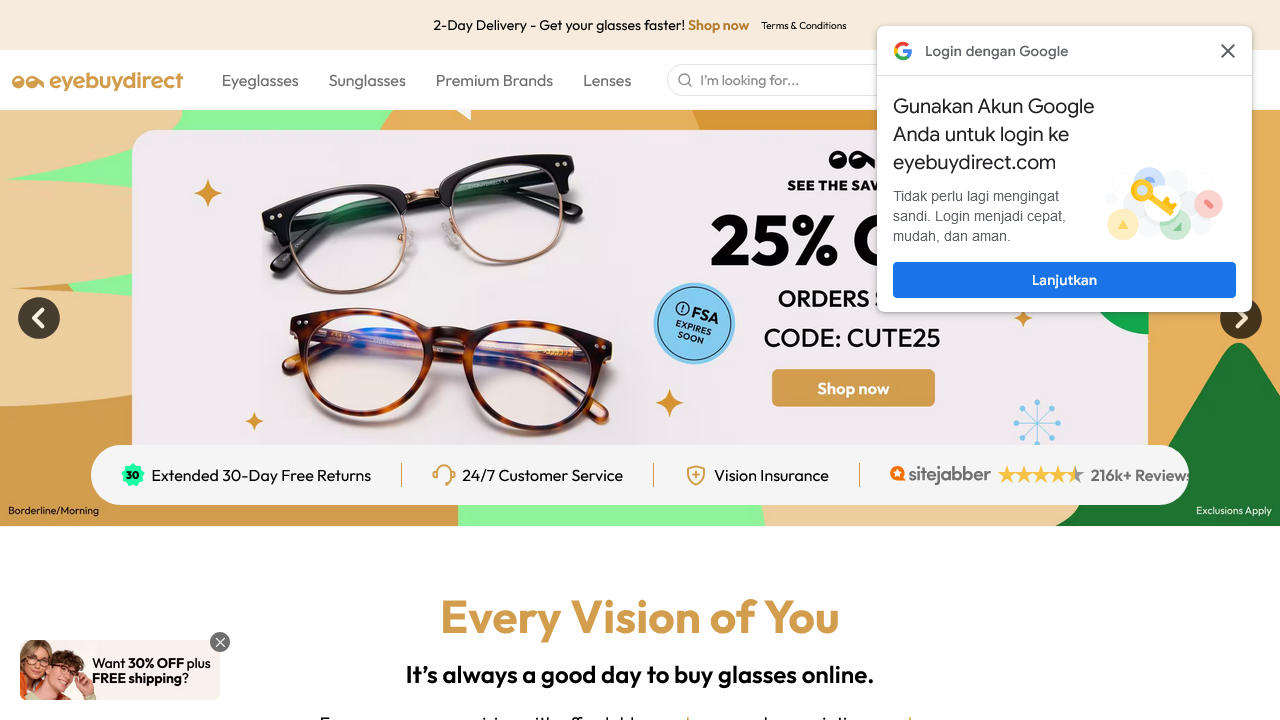 2-Day Delivery - Get your glasses faster! Shop now Terms & Conditions
eyebuydirect
Eyeglasses
Sunglasses
Premium Brands
Lenses
I'm looking for...
Login dengan Google
Gunakan Akun Google
Anda untuk login ke
eyebuydirect.com
Tidak perlu lagi mengingat
sandi. Login menjadi cepat,
mudah, dan aman.
Lanjutkan
SEE THE SAV
25%
ORDERS
CODE: CUTE25
Shop now
FSA
EXPIRES
SOON
30 Extended 30-Day Free Returns
24/7 Customer Service
Vision Insurance
sitejabber
216k+ Reviews
Borderline/Morning
Exclusions Apply
Every Vision of You
It's always a good day to buy glasses online.
Want 30% OFF plus
FREE shipping?